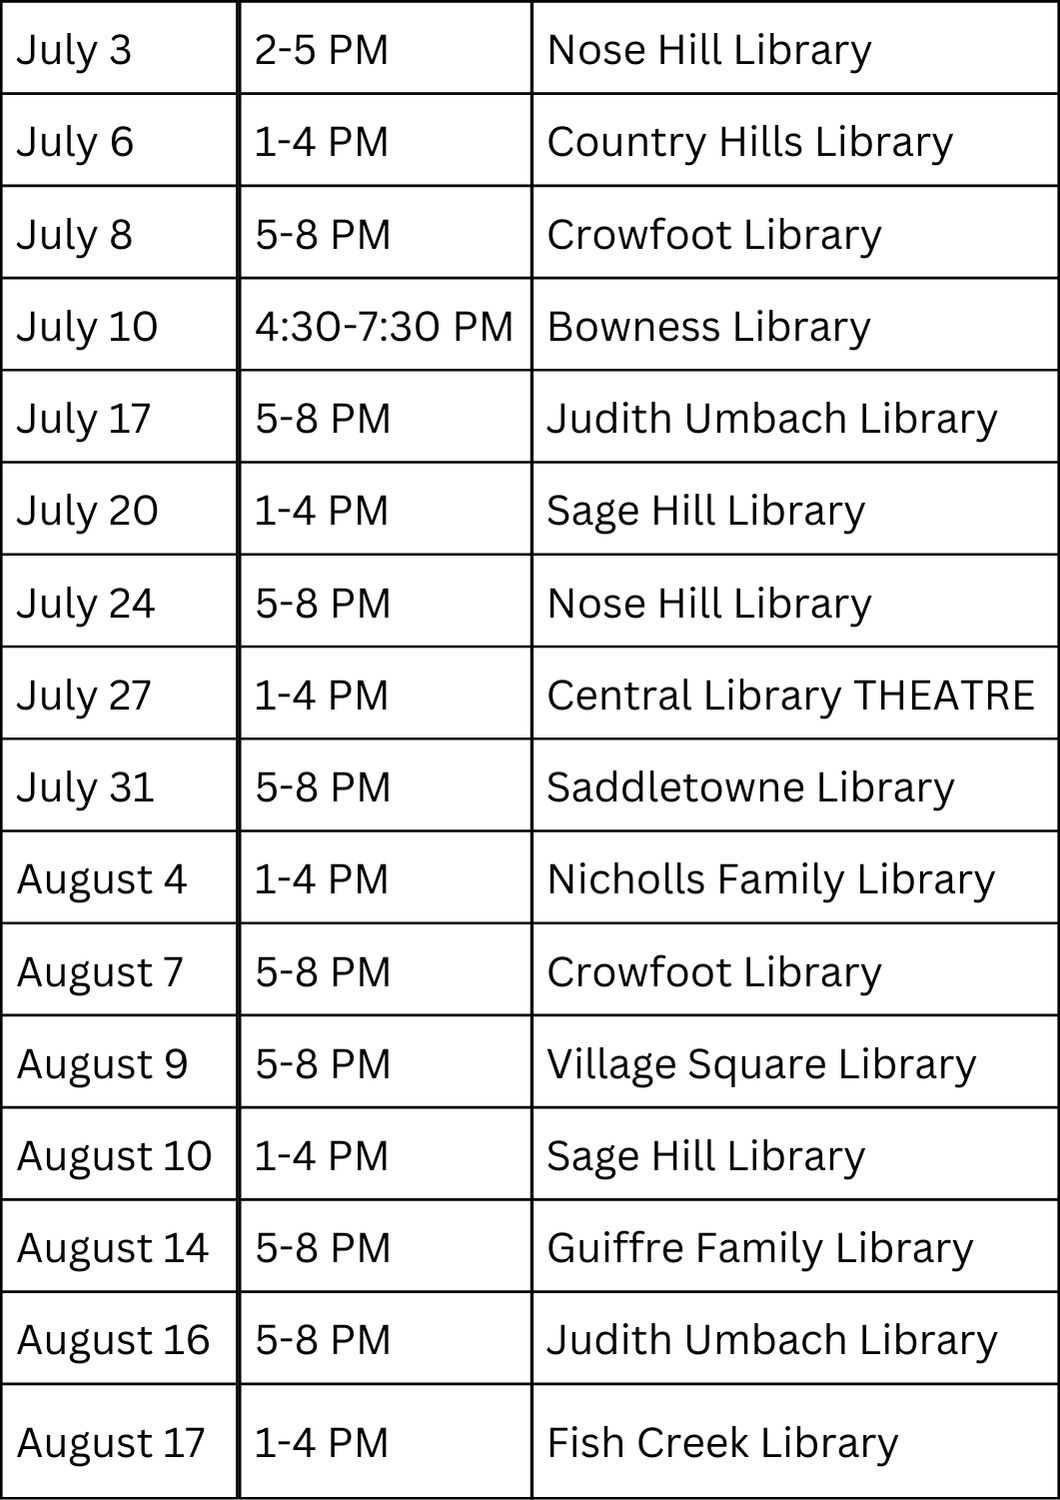 July 3 2-5 PM Nose Hill Library
July 6 1-4 PM Country Hills Library
July 8 5-8 PM Crowfoot Library
July 10 4:30-7:30 PM Bowness Library
July 17 5-8 PM Judith Umbach Library
July 20 1-4 PM Sage Hill Library
July 24 5-8 PM Nose Hill Library
July 27 1-4 PM Central Library THEATRE
July 31 5-8 PM Saddletowne Library
August 4 1-4 PM Nicholls Family Library
August 7 5-8 PM Crowfoot Library
August 9 5-8 PM Village Square Library
August 10 1-4 PM Sage Hill Library
August 14 5-8 PM Guiffre Family Library
August 16 5-8 PM Judith Umbach Library
August 17 1-4 PM Fish Creek Library